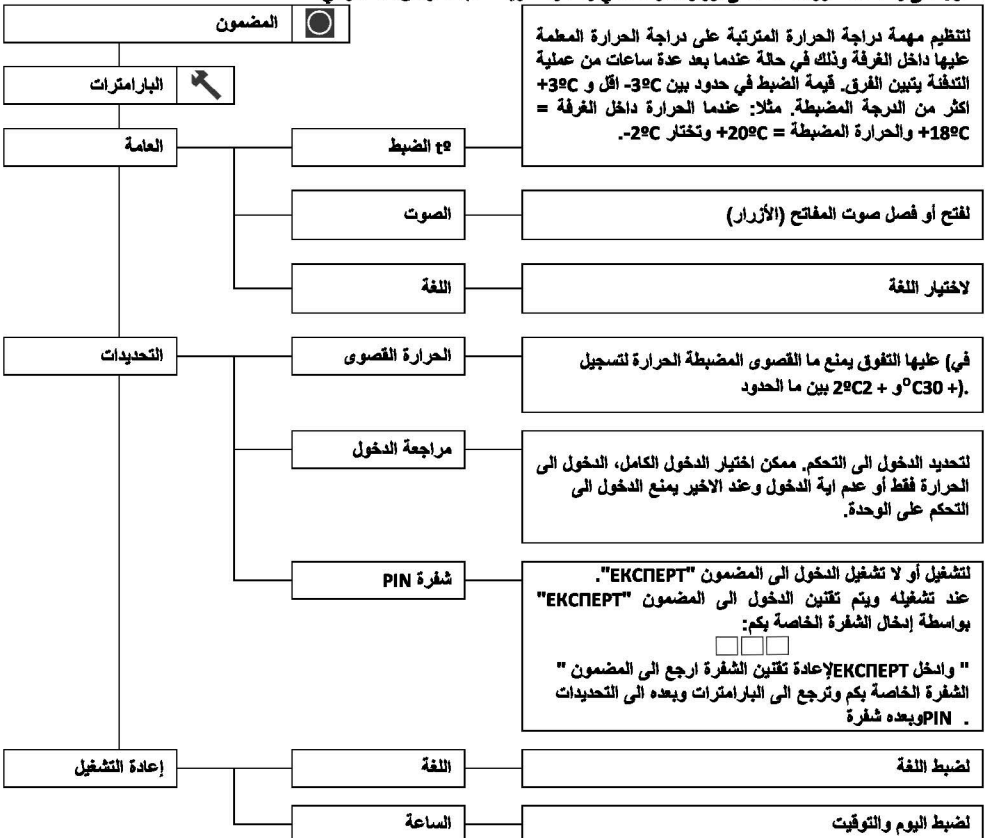 المضمون
البارامترات
لتنظيم مهمة دراجة الحرارة المترتبة على دراجة الحرارة المعلمة
عليها داخل الغرفة وذلك في حالة عندما بعد عدة ساعات من عملية
التدفئة يتبين الفرق. قيمة الضبط في حدود بين 3ºC- اقل و 3ºC+
اكثر من الدرجة المضبطة. مثلا: عندما الحرارة داخل الغرفة =
18ºC+ والحرارة المضبطة = 20ºC+ وتختار 2ºC-.
العامة
tº الضبط
الصوت
لفتح أو فصل صوت المفاتح (الأزرار)
اللغة
لاختيار اللغة
التحديدات
الحرارة القصوى
في) عليها التفوق يمنع ما القصوى المضبطة الحرارة لتسجيل
.(+ C30ºو + 2ºC2 بين ما الحدود
مراجعة الدخول
لتحديد الدخول الى التحكم. ممكن اختيار الدخول الكامل، الدخول الى
الحرارة فقط أو عدم اية الدخول وعند الاخير يمنع الدخول الى
التحكم على الوحدة.
شفرة PIN
لتشغيل أو لا تشغيل الدخول الى المضمون "ЕКСПЕРТ".
عند تشغيله ويتم تقنين الدخول الى المضمون "ЕКСПЕРТ"
بواسطة إدخال الشفرة الخاصة بكم:
" وادخل ЕКСПЕРТلإعادة تقنين الشفرة ارجع الى المضمون "
الشفرة الخاصة بكم وترجع الى البارامترات وبعده الى التحديدات
. PINوبعده شفرة
إعادة التشغيل
اللغة
لضبط اللغة
الساعة
لضبط اليوم والتوقيت